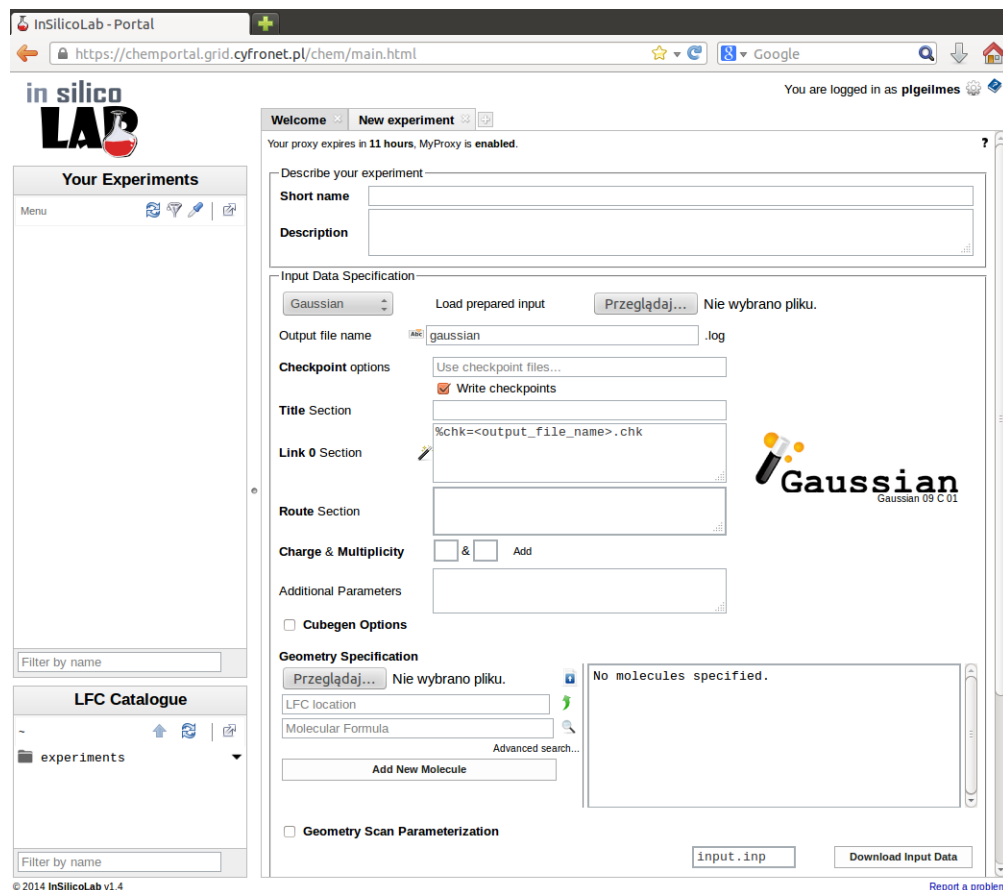 InSilicoLab - Portal
https://chemportal.grid.cyfronet.pl/chem/main.html
8 Google
in silico
LAB
You are logged in as plgeilmes
Welcome
New experiment
Your proxy expires in 11 hours, MyProxy is enabled.
?
Your Experiments
Menu
Describe your experiment
Short name
Description
Input Data Specification
Gaussian
Load prepared input
Przeglądaj...
Nie wybrano pliku.
Output file name
Abc
gaussian
.log
Checkpoint options
Use checkpoint files...
Write checkpoints
Title Section
Link 0 Section
%chk=<output_file_name>.chk
Gaussian
Gaussian 09 C 01
Route Section
Charge & Multiplicity
&
Add
Additional Parameters
Cubegen Options
Geometry Specification
Przeglądaj...
Nie wybrano pliku.
No molecules specified.
LFC location
Molecular Formula
Advanced search...
Add New Molecule
Geometry Scan Parameterization
input.inp
Download Input Data
Filter by name
LFC Catalogue
~
experiments
Filter by name
© 2014 InSilicoLab v1.4
Report a problem